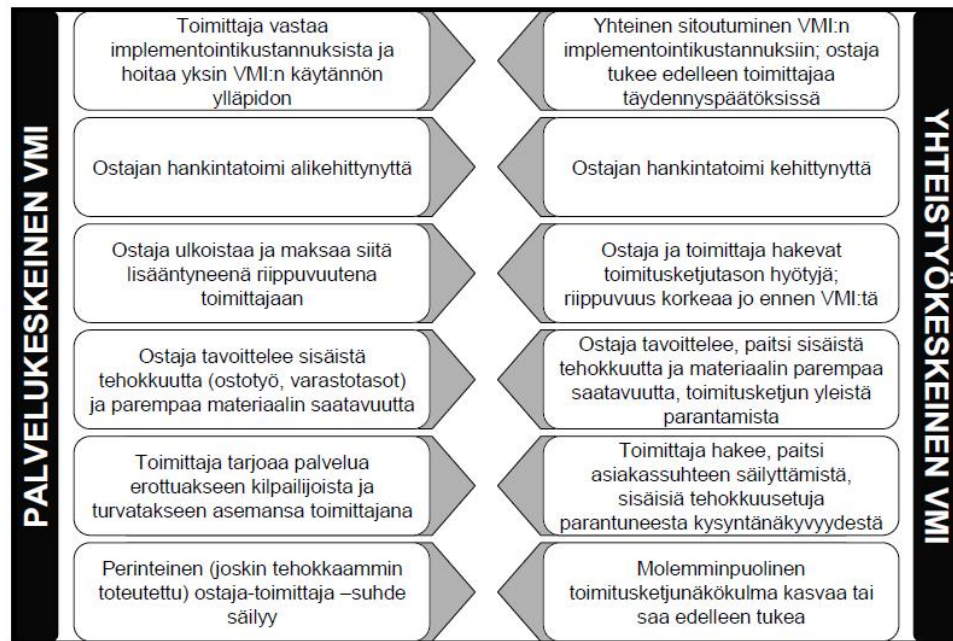 PALVELUKESKEINEN VMI
Toimittaja vastaa
implementointikustannuksista ja
hoitaa yksin VMI:n käytännön
ylläpidon
Yhteinen sitoutuminen VMI:n
implementointikustannuksiin; ostaja
tukee edelleen toimittajaa
täydennyspäätöksissä
Ostajan hankintatoimi alikehittynyttä
Ostajan hankintatoimi kehittynyttä
Ostaja ulkoistaa ja maksaa siitä
lisääntyneenä riippuvuutena
toimittajaan
Ostaja ja toimittaja hakevat
toimitusketjutason hyötyjä;
riippuvuus korkeaa jo ennen VMI:tä
Ostaja tavoittelee sisäistä
tehokkuutta (ostotyö, varastotasot)
ja parempaa materiaalin saatavuutta
Ostaja tavoittelee, paitsi sisäistä
tehokkuutta ja materiaalin parempaa
saatavuutta, toimitusketjun yleistä
parantamista
Toimittaja tarjoaa palvelua
erottuakseen kilpailijoista ja
turvatakseen asemansa toimittajana
Toimittaja hakee, paitsi
asiakassuhteen säilyttämistä,
sisäisiä tehokkuusetuja
parantuneesta kysyntänäkyvyydestä
Perinteinen (joskin tehokkaammin
toteutettu) ostaja-toimittaja –suhde
säilyy
Molemminpuolinen
toimitusketjunäkökulma kasvaa tai
saa edelleen tukea
YHTEISTYÖKESKEINEN VMI